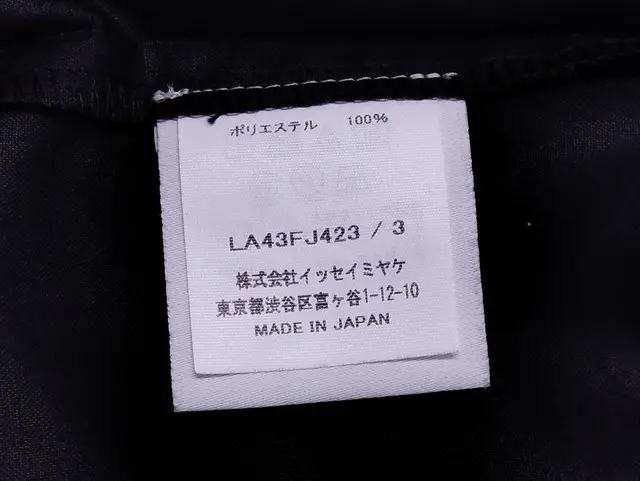 ポリエステル 100%
LA43FJ423 / 3
株式会社イッセイミヤケ
東京都渋谷区富ヶ谷1-12-10
MADE IN JAPAN